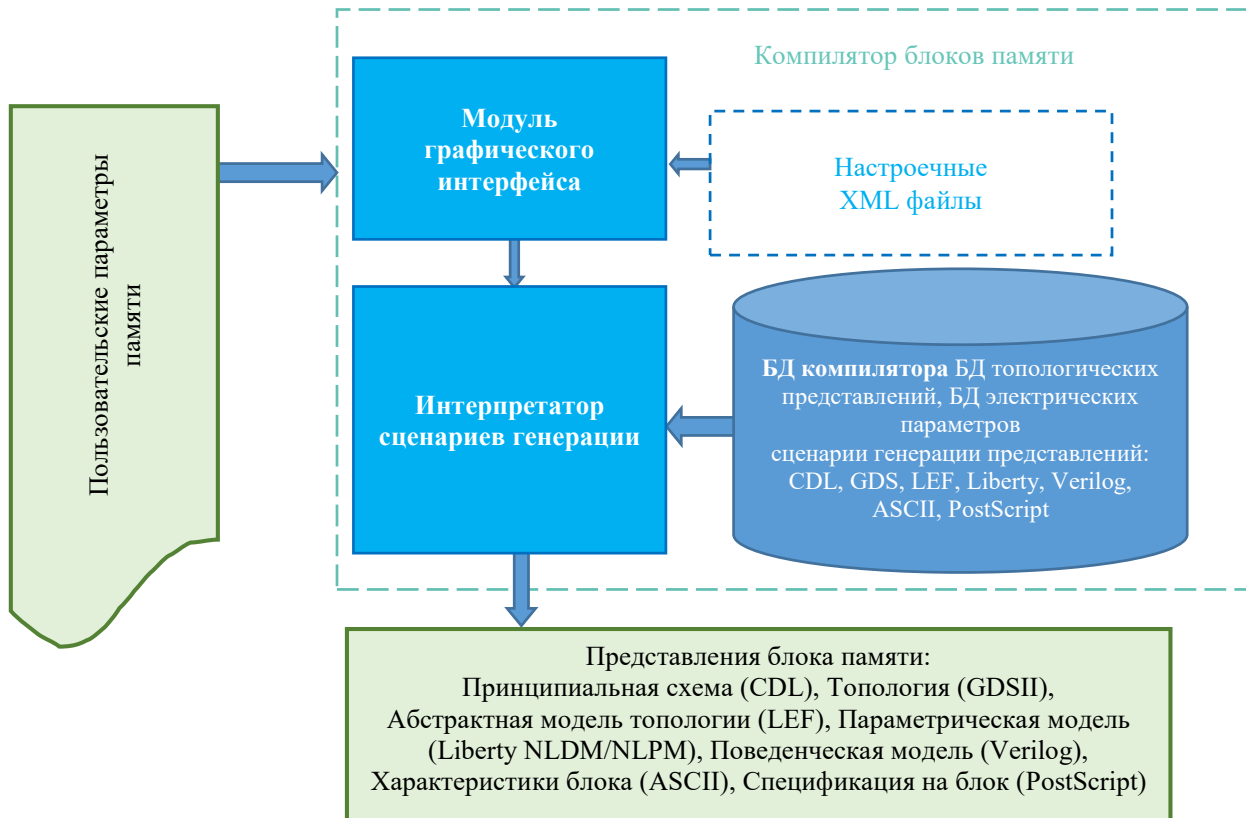 Компилятор блоков памяти
Пользовательские параметры
памяти
Модуль
графического
интерфейса
Настроечные
XML файлы
Интерпретатор
сценариев генерации
БД компилятора БД топологических
представлений, БД электрических
параметров
сценарии генерации представлений:
CDL, GDS, LEF, Liberty, Verilog,
ASCII, PostScript
Представления блока памяти:
Принципиальная схема (CDL), Топология (GDSII),
Абстрактная модель топологии (LEF), Параметрическая модель
(Liberty NLDM/NLPM), Поведенческая модель (Verilog),
Характеристики блока (ASCII), Спецификация на блок (PostScript)